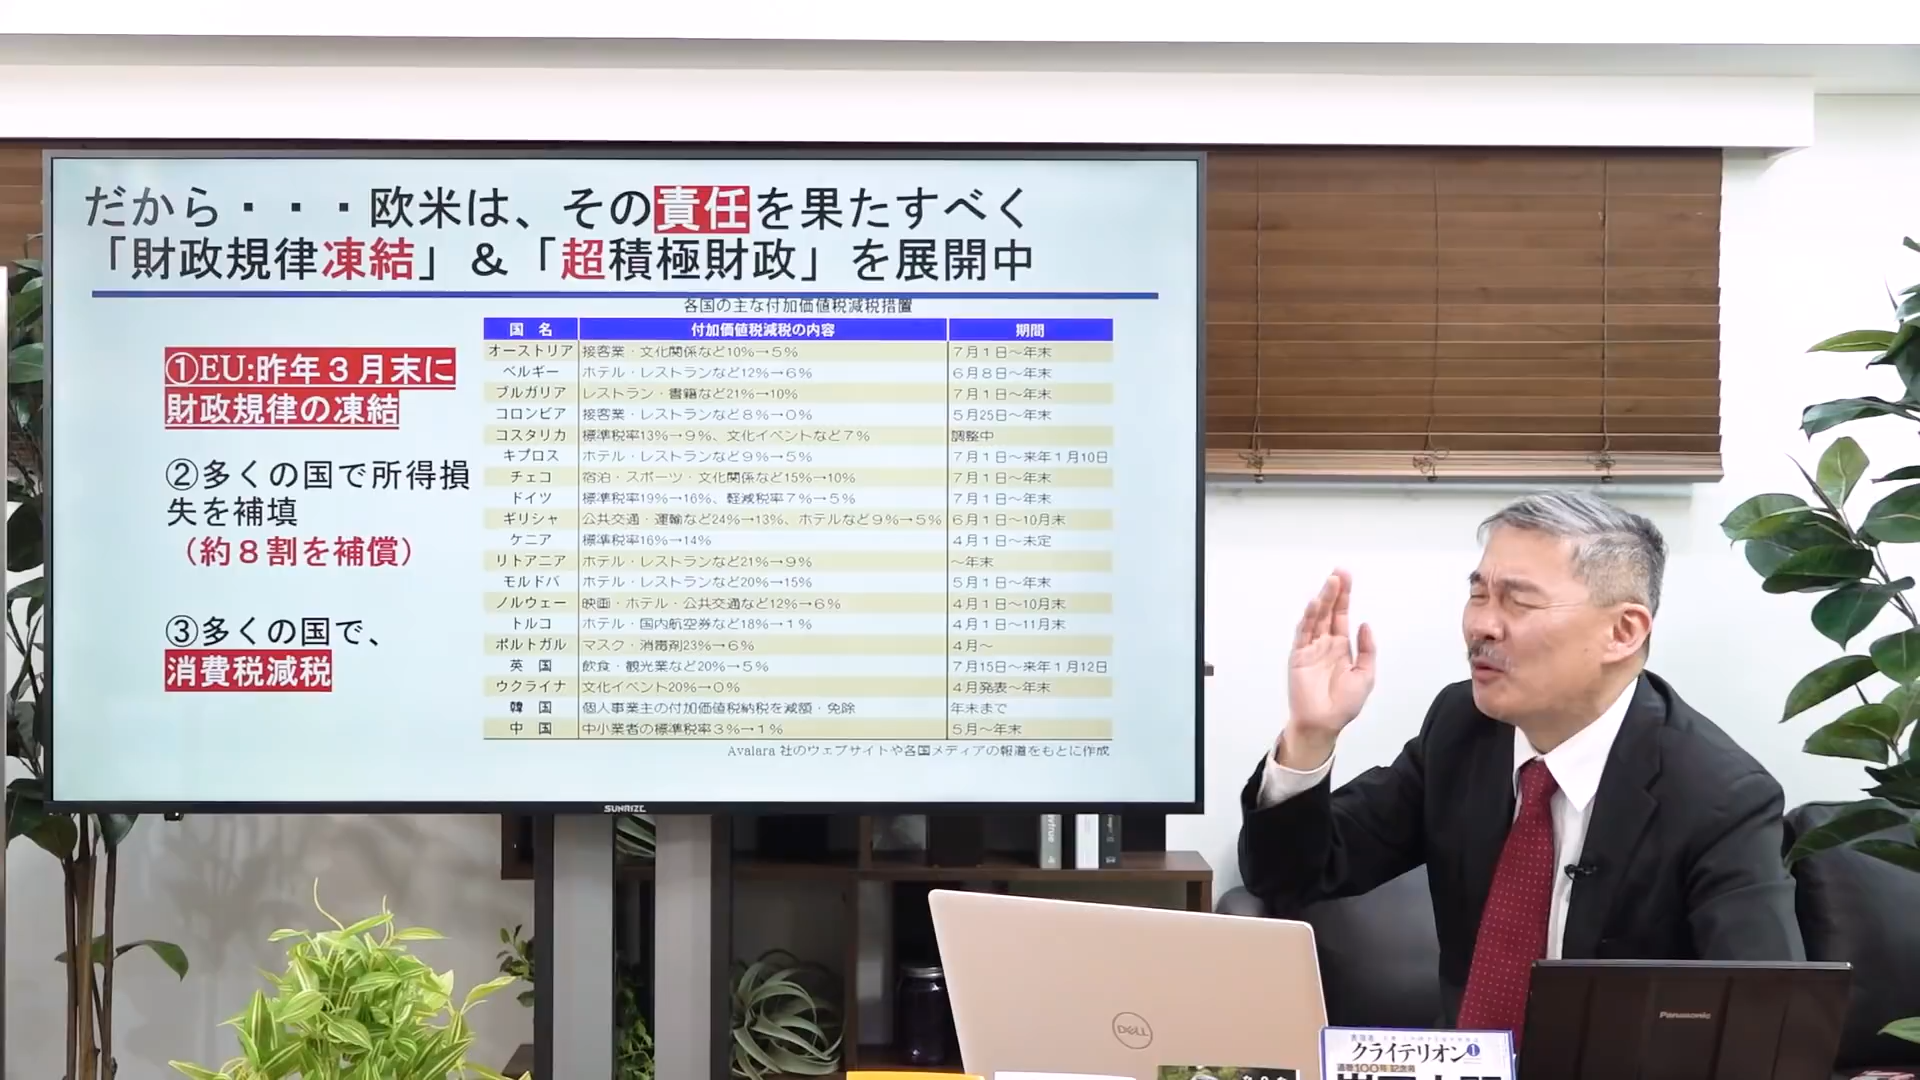 だから・・・欧米は、その責任を果たすべく
「財政規律凍結」＆「超積極財政」を展開中
①EU:昨年３月末に
財政規律の凍結
②多くの国で所得損
失を補填
（約８割を補償）
③多くの国で、
消費税減税
各国の主な付加価値税減税措置
国　名 付加価値税減税の内容 期間
オーストリア 接客業・文化関係など10%→５% ７月１日～年末
ベルギー ホテル・レストランなど12%→６% ６月８日～年末
ブルガリア レストラン・書籍など21%→10% ７月１日～年末
コロンビア 接客業・レストランなど８%→０% ５月25日～年末
コスタリカ 標準税率13%→９%、文化イベントなど７% 調整中
キプロス ホテル・レストランなど９%→５% ７月１日～来年１月10日
チェコ 宿泊・スポーツ・文化関係など15%→10% ７月１日～年末
ドイツ 標準税率19%→16%、軽減税率７%→５% ７月１日～年末
ギリシャ 公共交通・運輸など24%→13%、ホテルなど９%→５% ６月１日～10月末
ケニア 標準税率16%→14% ４月１日～未定
リトアニア ホテル・レストランなど21%→９% ～年末
モルドバ ホテル・レストランなど20%→15% ５月１日～年末
ノルウェー 映画・ホテル・公共交通など12%→６% ４月１日～10月末
トルコ ホテル・国内航空券など18%→１% ４月１日～11月末
ポルトガル マスク・消毒剤23%→６% ４月～
英　国 飲食・観光業など20%→５% ７月15日～来年１月12日
ウクライナ 文化イベント20%→０% ４月発表～年末
韓　国 個人事業主の付加価値税納税を減額・免除 年末まで
中　国 中小業者の標準税率３%→１% ５月～年末
Avalara 社のウェブサイトや各国メディアの報道をもとに作成
SUNRIZE
DELL
Panasonic
クライテリオン 1